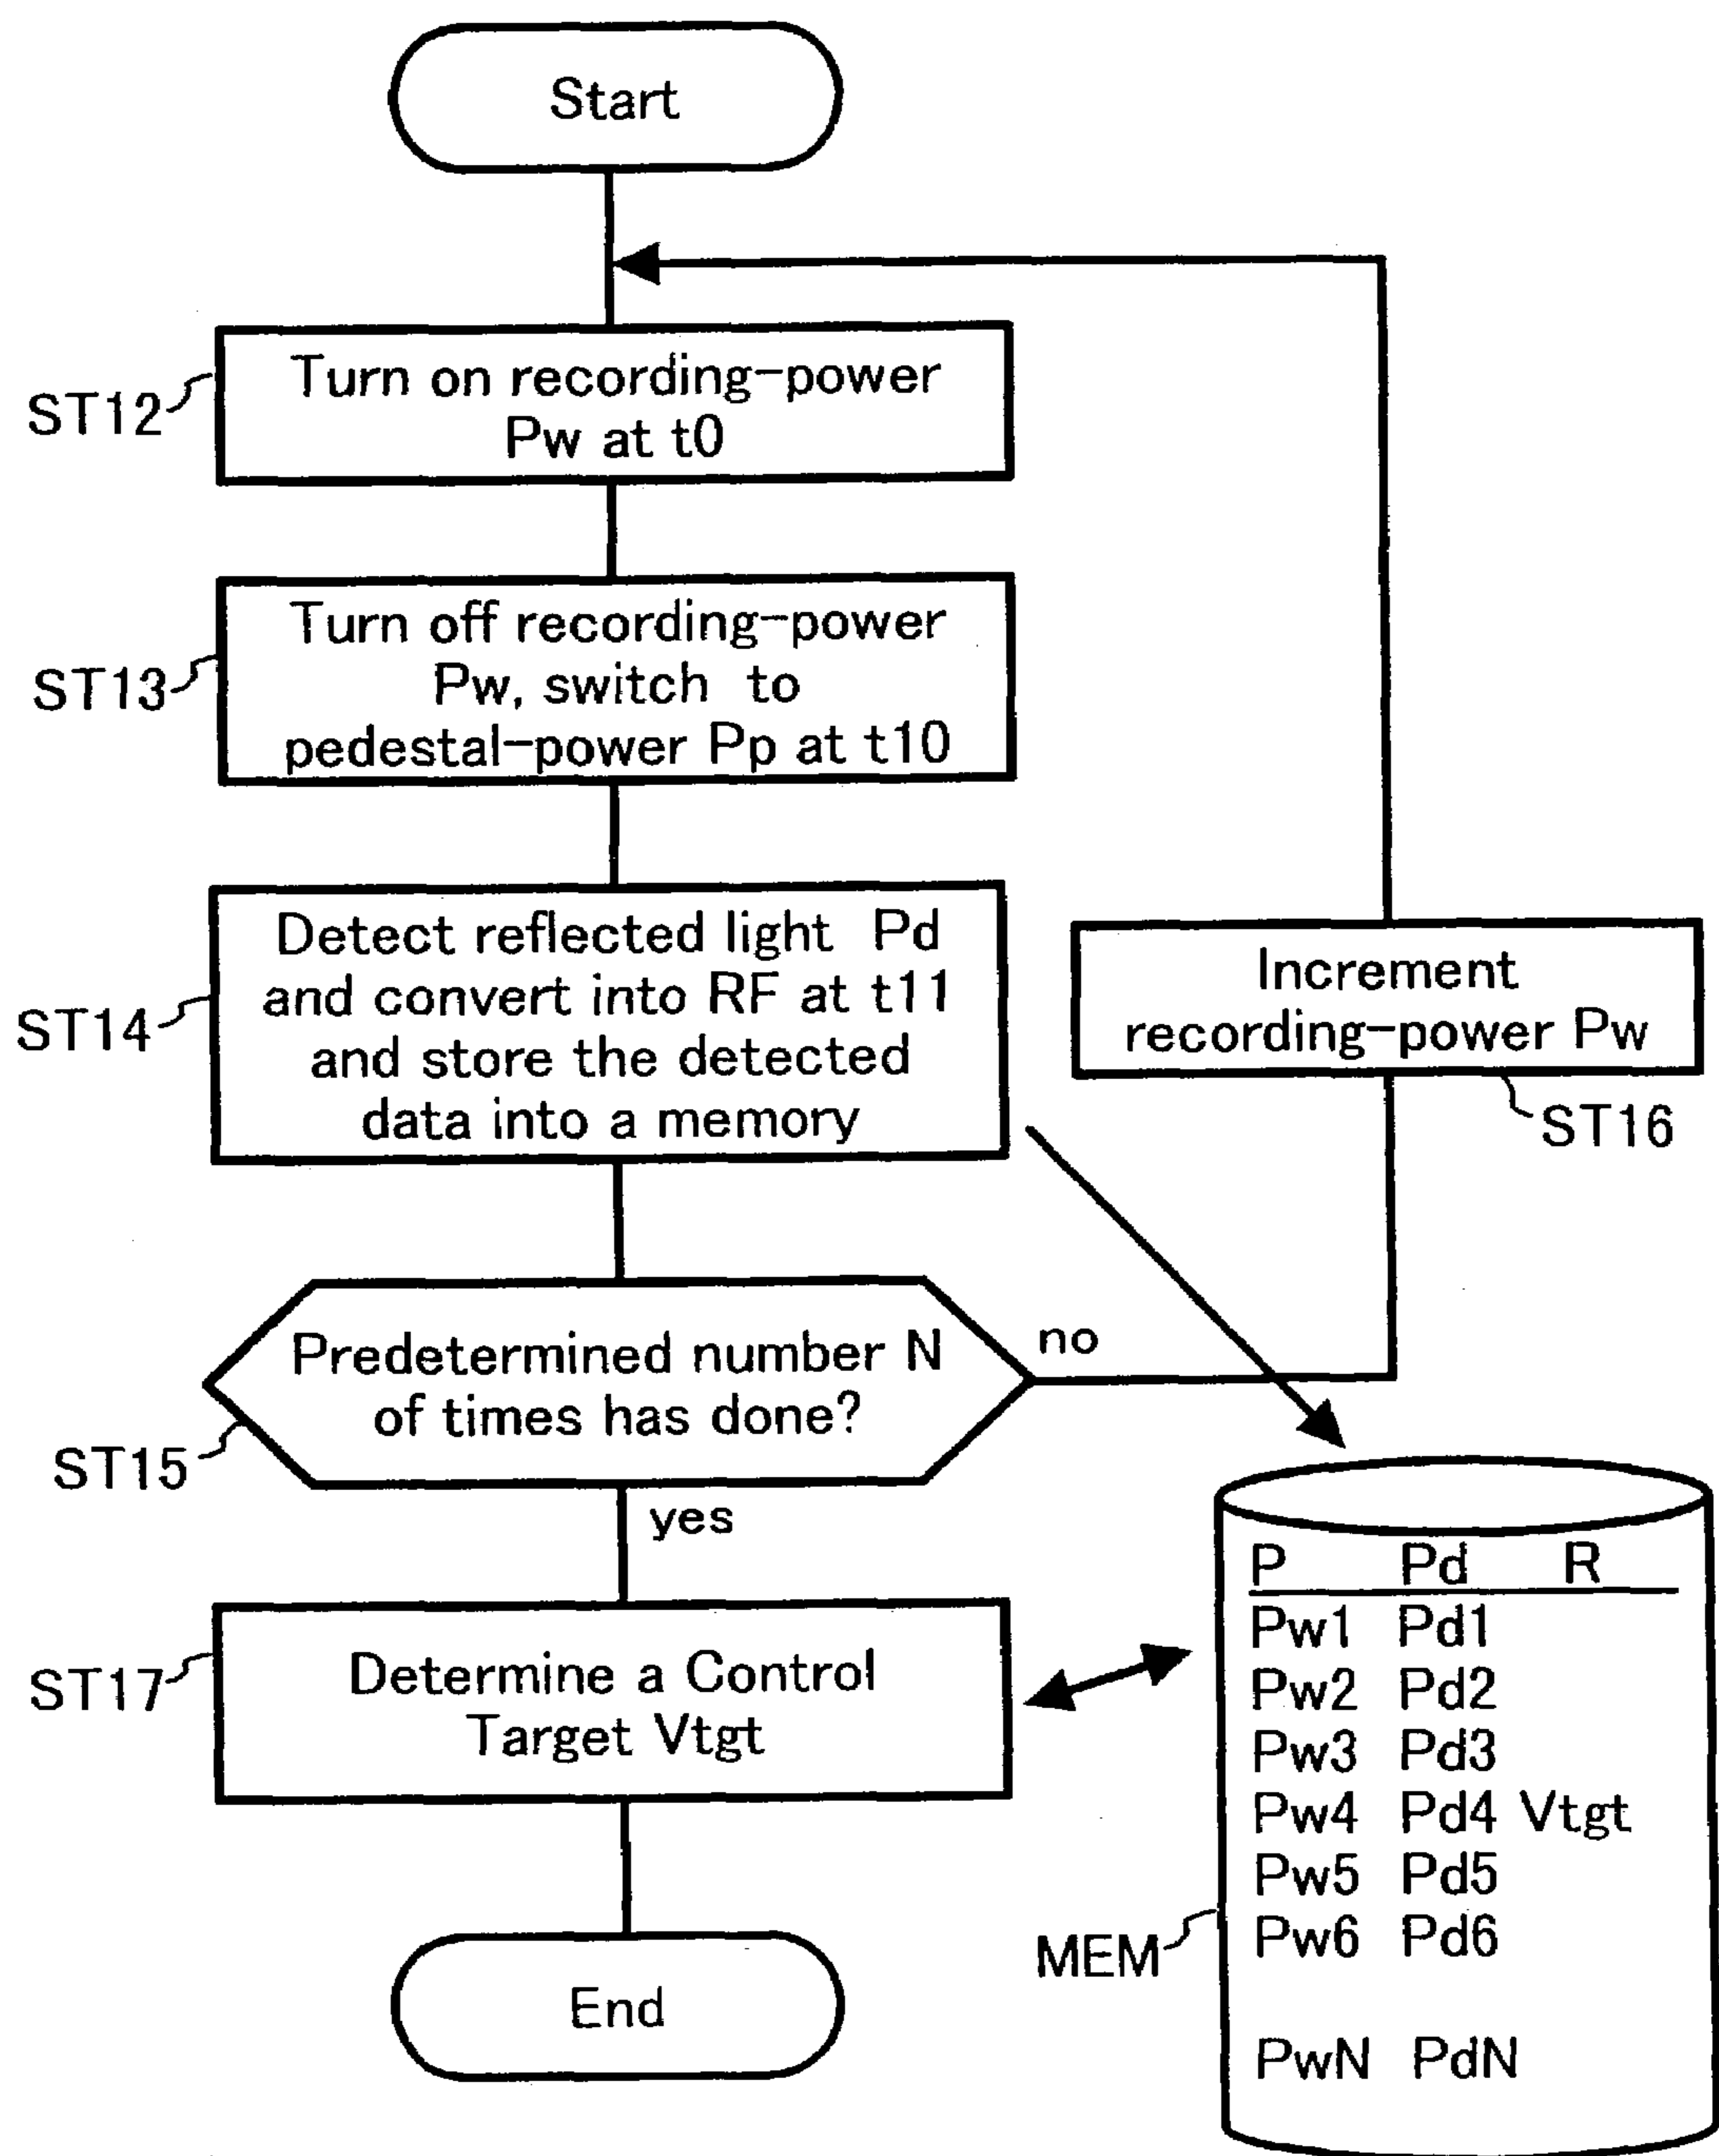 Start
ST12
Turn on recording-power
Pw at t0
ST13
Turn off recording-power
Pw, switch to
pedestal-power Pp at t10
ST14
Detect reflected light Pd
and convert into RF at t11
and store the detected
data into a memory
Increment
recording-power Pw
ST16
ST15
Predetermined number N
of times has done?
no
yes
ST17
Determine a Control
Target Vtgt
End
MEM
P Pd R
Pw1 Pd1
Pw2 Pd2
Pw3 Pd3
Pw4 Pd4 Vtgt
Pw5 Pd5
Pw6 Pd6
PwN PdN